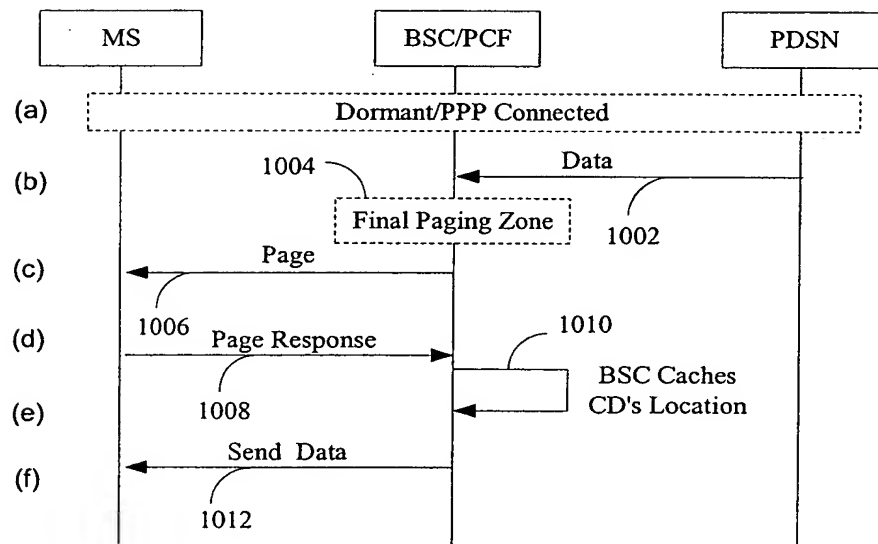 MS
BSC/PCF
PDSN
(a)
Dormant/PPP Connected
1004
Data
(b)
Final Paging Zone
1002
(c)
Page
1006
1010
(d)
Page Response
BSC Caches
CD's Location
1008
(e)
Send Data
(f)
1012